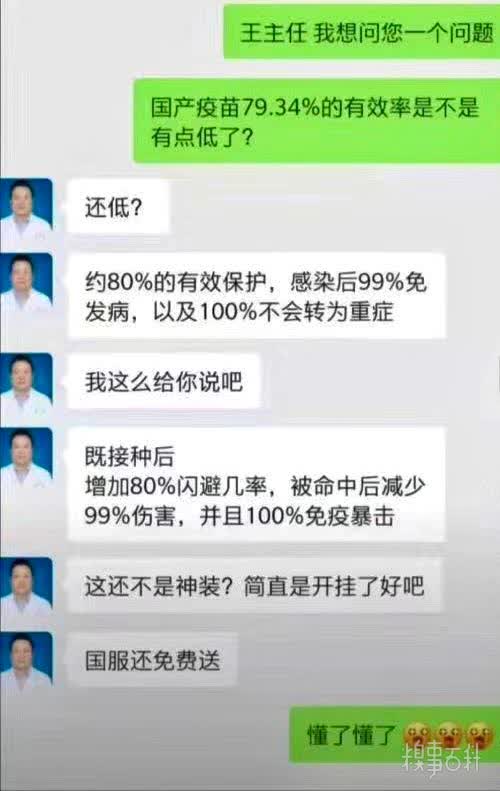 王主任 我想问您一个问题
国产疫苗79.34%的有效率是不是
有点低了?
还低?
约80%的有效保护，感染后99%免
发病，以及100%不会转为重症
我这么给你说吧
既接种后
增加80%闪避几率，被命中后减少
99%伤害，并且100%免疫暴击
这还不是神装？简直是开挂了好吧
国服还免费送
懂了懂了
糗事百科